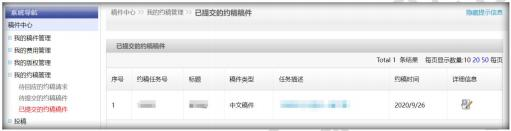 系统导航
稿件中心 >> 我的约稿管理 >> 已提交的约稿稿件
隐藏提示信息
稿件中心
我的稿件管理
我的费用管理
我的版权管理
我的约稿管理
待回应的约稿请求
待提交的约稿稿件
已提交的约稿稿件
投稿
已提交的约稿稿件
Total 1 条结果 每页显示数量:10 20 50 每页
序号 约稿任务号 标题 稿件类型 任务描述 约稿时间 详细信息
1 中文稿件 2020/9/26